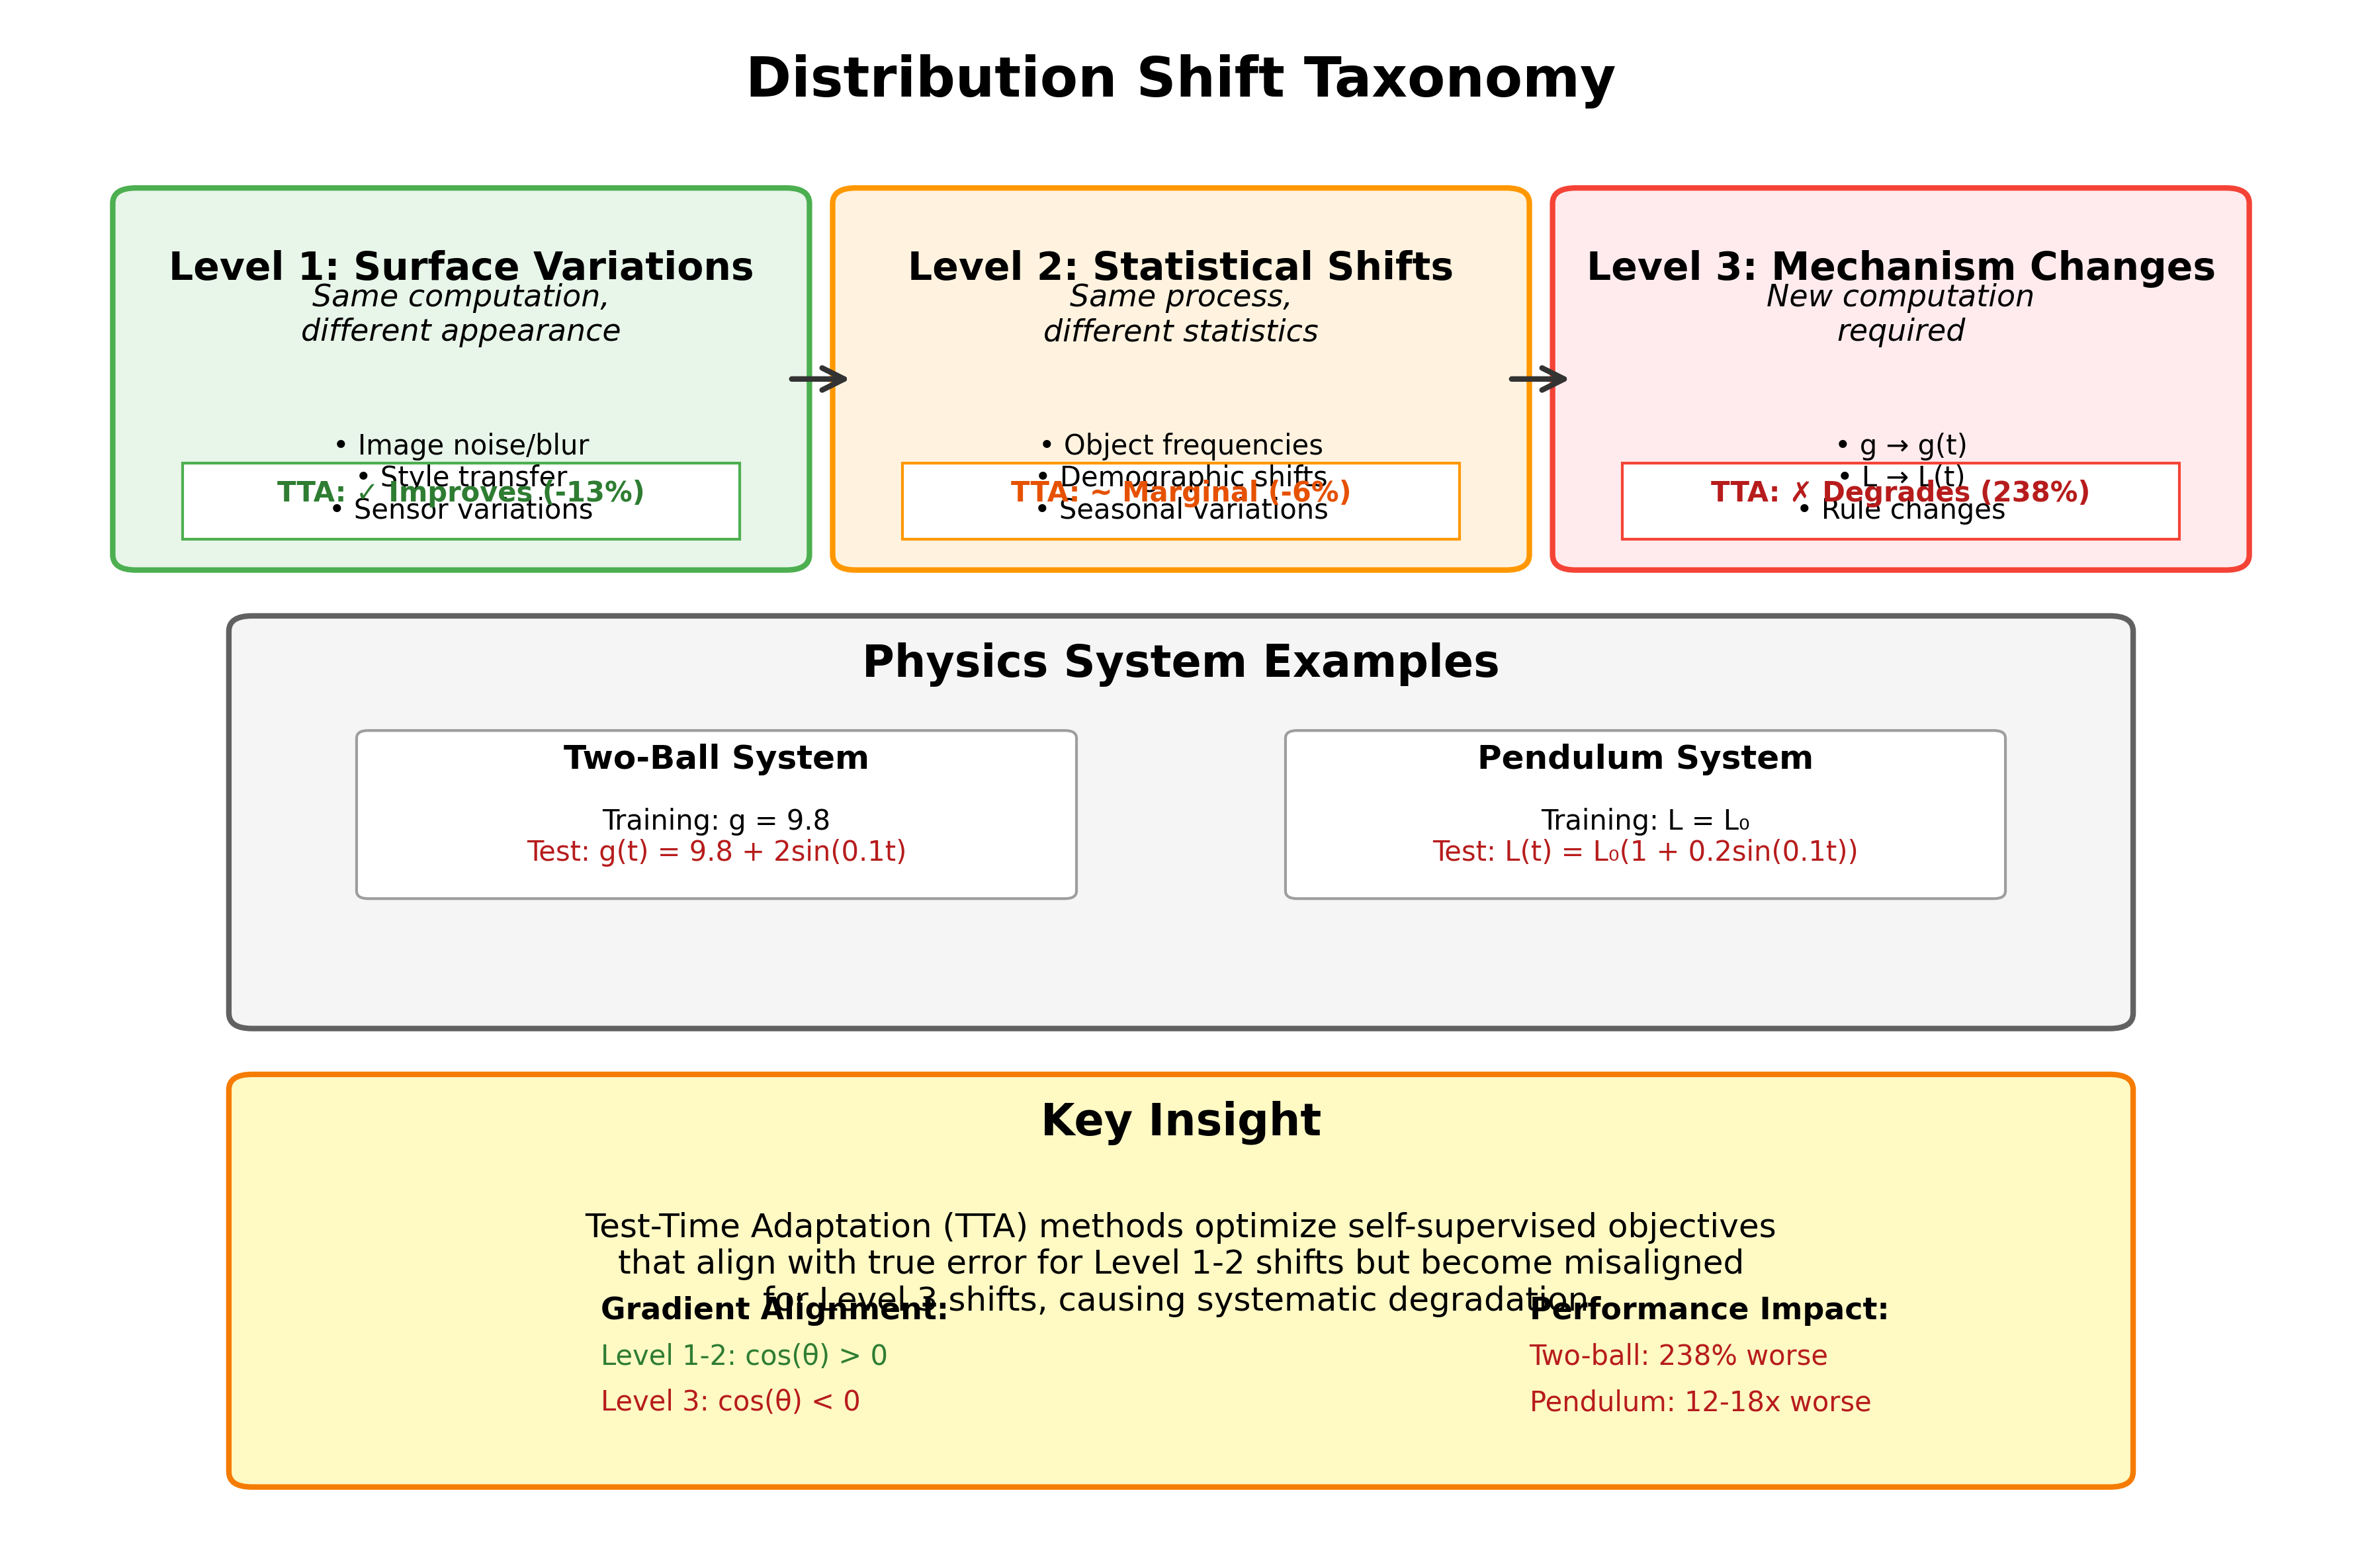 Distribution Shift Taxonomy
Level 1: Surface Variations
Same computation,
different appearance
• Image noise/blur
• Style transfer
TTA: ✓ Improves (-13%)
• Sensor variations
Level 2: Statistical Shifts
Same process,
different statistics
• Object frequencies
• Demographic shifts
TTA: ~ Marginal (-6%)
• Seasonal variations
Level 3: Mechanism Changes
New computation
required
• g → g(t)
• L → L(t)
TTA: ✗ Degrades (238%)
• Rule changes
Physics System Examples
Two-Ball System
Training: g = 9.8
Test: g(t) = 9.8 + 2sin(0.1t)
Pendulum System
Training: L = L₀
Test: L(t) = L₀(1 + 0.2sin(0.1t))
Key Insight
Test-Time Adaptation (TTA) methods optimize self-supervised objectives
that align with true error for Level 1-2 shifts but become misaligned
for Level 3 shifts, causing systematic degradation.
Gradient Alignment:
Level 1-2: cos(θ) > 0
Level 3: cos(θ) < 0
Performance Impact:
Two-ball: 238% worse
Pendulum: 12-18x worse